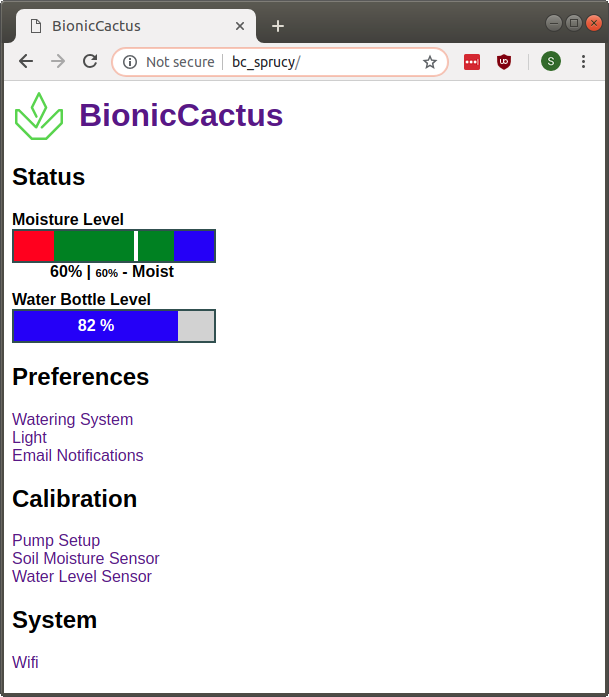 BionicCactus
Not secure | bc_sprucy/
S
BionicCactus
Status
Moisture Level
60% | 60% - Moist
Water Bottle Level
82 %
Preferences
Watering System
Light
Email Notifications
Calibration
Pump Setup
Soil Moisture Sensor
Water Level Sensor
System
Wifi